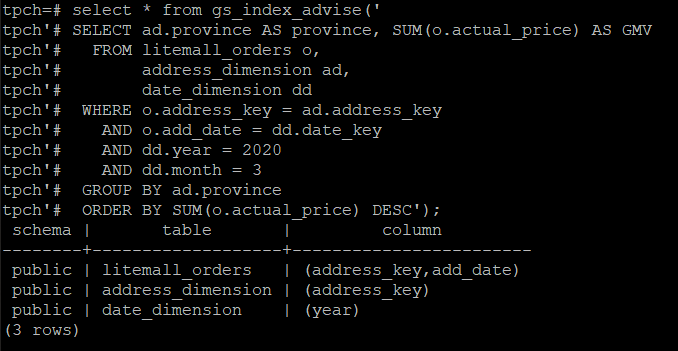 tpch=# select * from gs_index_advise('
tpch'# SELECT ad.province AS province, SUM(o.actual_price) AS GMV
tpch'#   FROM litemall_orders o,
tpch'#        address_dimension ad,
tpch'#        date_dimension dd
tpch'#  WHERE o.address_key = ad.address_key
tpch'#    AND o.add_date = dd.date_key
tpch'#    AND dd.year = 2020
tpch'#    AND dd.month = 3
tpch'#  GROUP BY ad.province
tpch'#  ORDER BY SUM(o.actual_price) DESC');
 schema |       table       |         column
--------+-------------------+------------------------
 public | litemall_orders   | (address_key,add_date)
 public | address_dimension | (address_key)
 public | date_dimension    | (year)
(3 rows)